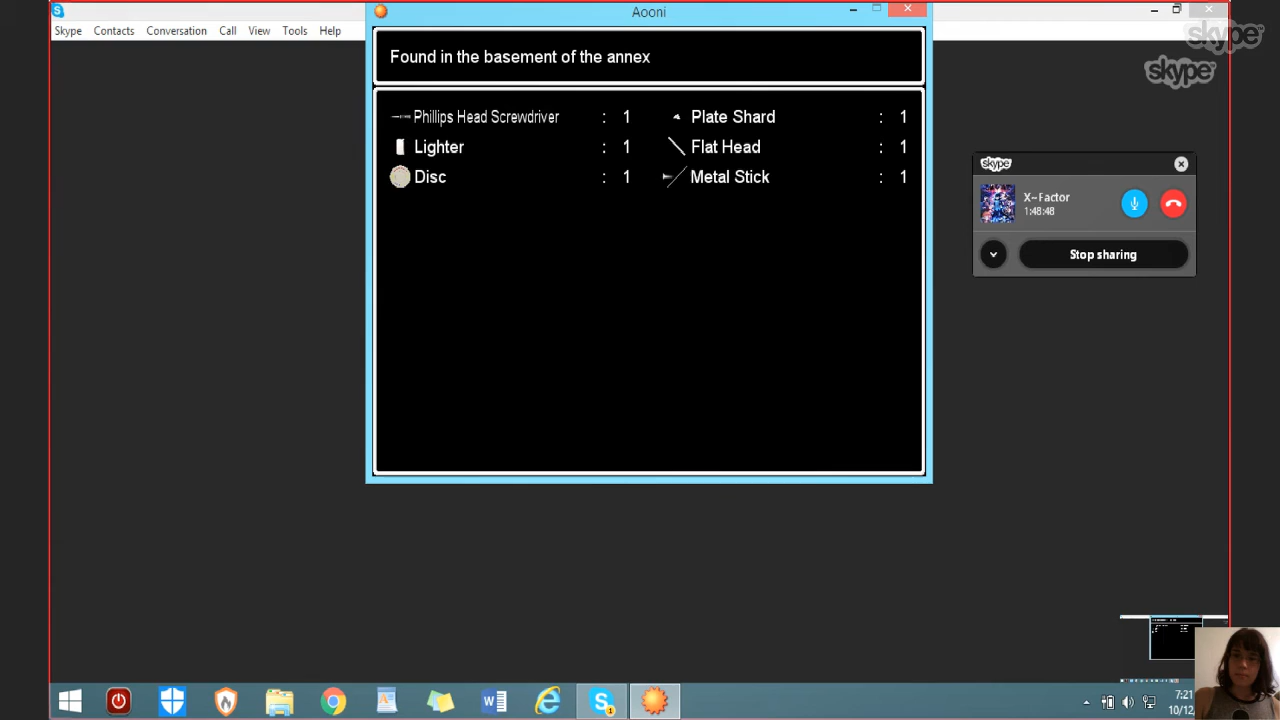 Aooni
skype
Skype Contacts Conversation Call View Tools Help
Found in the basement of the annex
skype
Phillips Head Screwdriver : 1 Plate Shard : 1
Lighter : 1 Flat Head : 1
Disc : 1 Metal Stick : 1
skype
X~Factor
1:48:48
Stop sharing
7:21
10/12,